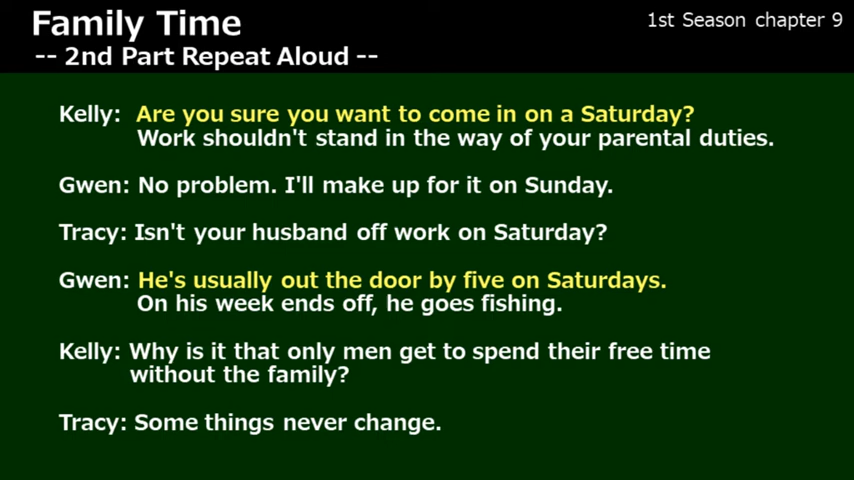 Family Time
1st Season chapter 9
-- 2nd Part Repeat Aloud --
Kelly: Are you sure you want to come in on a Saturday?
Work shouldn't stand in the way of your parental duties.
Gwen: No problem. I'll make up for it on Sunday.
Tracy: Isn't your husband off work on Saturday?
Gwen: He's usually out the door by five on Saturdays.
On his week ends off, he goes fishing.
Kelly: Why is it that only men get to spend their free time
without the family?
Tracy: Some things never change.